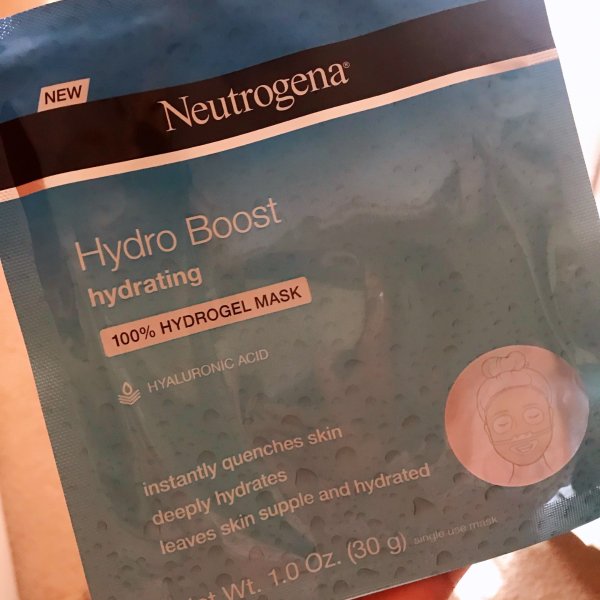 NEW
Neutrogena®
Hydro Boost
hydrating
100% HYDROGEL MASK
HYALURONIC ACID
instantly quenches skin
deeply hydrates
leaves skin supple and hydrated
Wt. 1.0 Oz. (30 g) single use mask